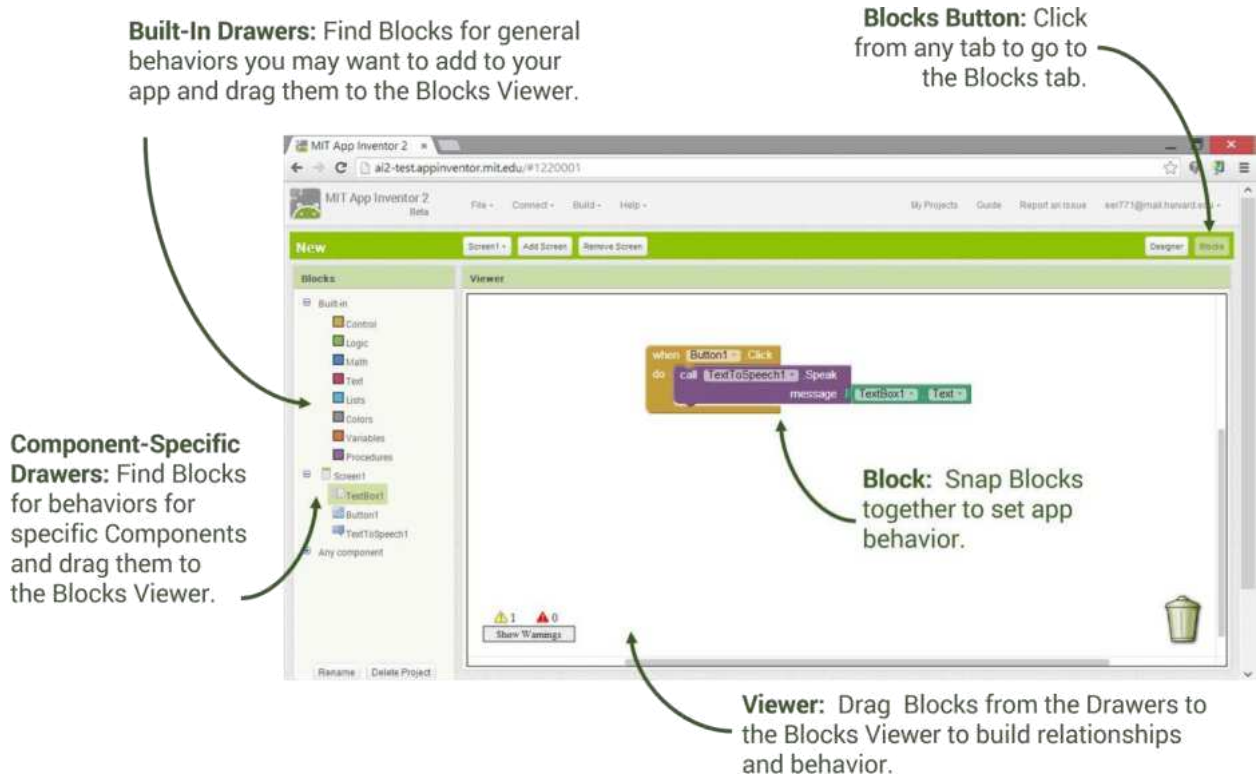 Built-In Drawers: Find Blocks for general
behaviors you may want to add to your
app and drag them to the Blocks Viewer.
Blocks Button: Click
from any tab to go to
the Blocks tab.
MIT App Inventor 2
ai2-test.appinventor.mit.edu/#1220001
MIT App Inventor 2
Beta
File Connect Build Help
My Projects Guide Report an Issue
New
Screen1 Add Screen Remove Screen
Designer Blocks
Blocks
Viewer
Built-in
Control
Logic
Math
Text
Lists
Colors
Variables
Procedures
Screen1
TextBox1
Button1
TextToSpeech1
Any component
when Button1 .Click
do call TextToSpeech1 .Speak
message TextBox1 . Text
Component-Specific
Drawers: Find Blocks
for behaviors for
specific Components
and drag them to
the Blocks Viewer.
Block: Snap Blocks
together to set app
behavior.
1 0
Show Warnings
Rename Delete Project
Viewer: Drag Blocks from the Drawers to
the Blocks Viewer to build relationships
and behavior.